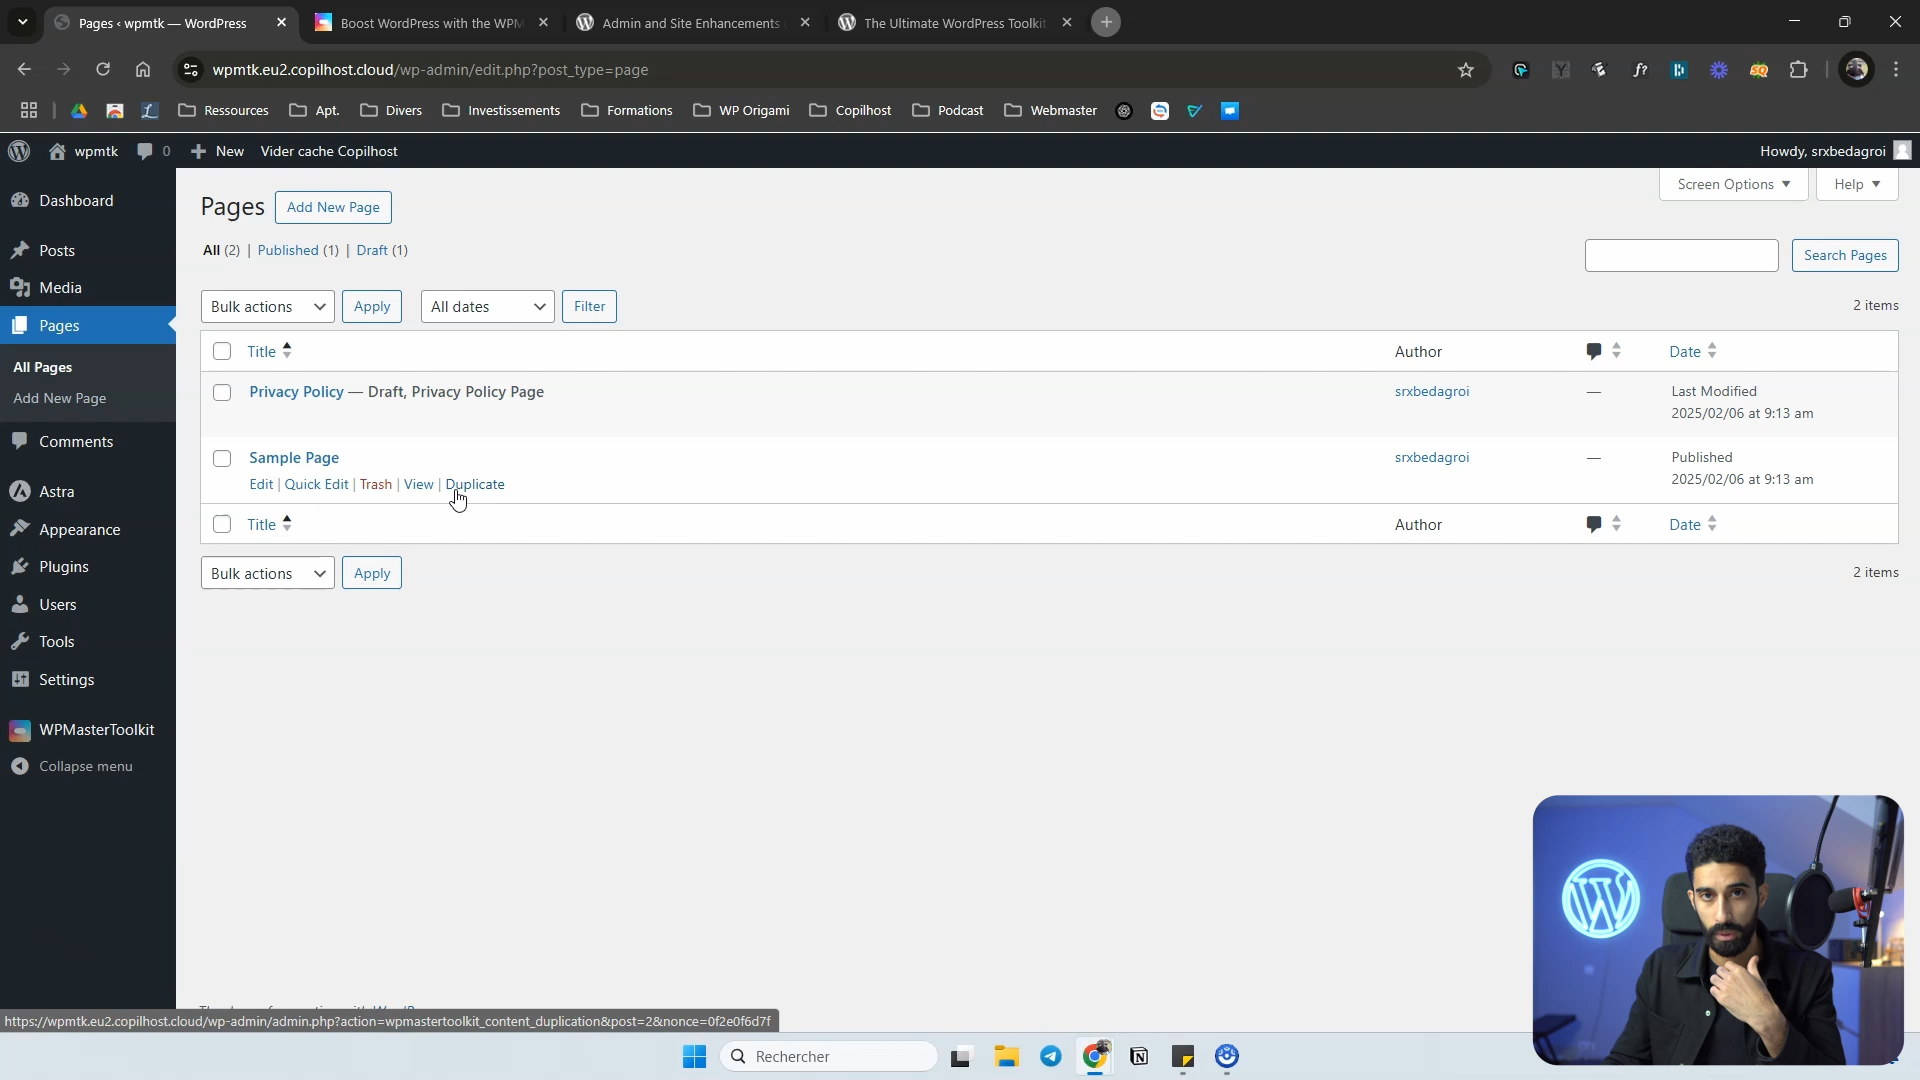 Pages ‹ wpmtk — WordPress
Boost WordPress with the WPM
Admin and Site Enhancements
The Ultimate WordPress Toolkit
wpmtk.eu2.copilhost.cloud/wp-admin/edit.php?post_type=page
Ressources
Apt.
Divers
Investissements
Formations
WP Origami
Copilhost
Podcast
Webmaster
wpmtk
0
New
Vider cache Copilhost
Howdy, srxbedagroi
Dashboard
Posts
Media
Pages
All Pages
Add New Page
Comments
Astra
Appearance
Plugins
Users
Tools
Settings
WPMasterToolkit
Collapse menu
Screen Options
Help
Pages
Add New Page
All (2) | Published (1) | Draft (1)
Search Pages
Bulk actions
Apply
All dates
Filter
2 items
Title
Author
Date
Privacy Policy — Draft, Privacy Policy Page
srxbedagroi
—
Last Modified
2025/02/06 at 9:13 am
Sample Page
Edit | Quick Edit | Trash | View | Duplicate
srxbedagroi
—
Published
2025/02/06 at 9:13 am
Title
Author
Date
Bulk actions
Apply
2 items
https://wpmtk.eu2.copilhost.cloud/wp-admin/admin.php?action=wpmastertoolkit_content_duplication&post=2&nonce=0f2e0f6d7f
Rechercher